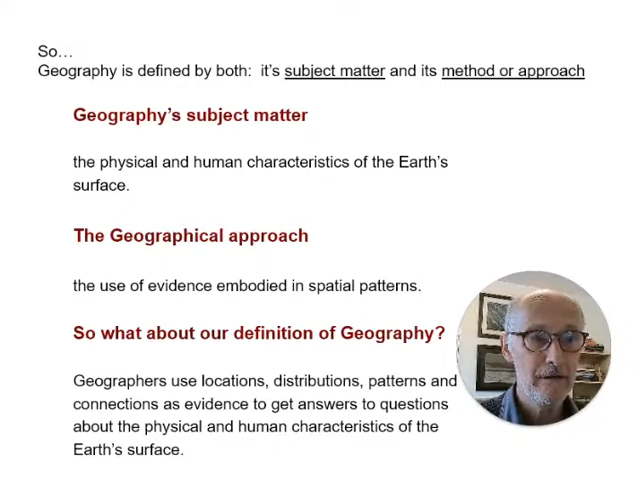 So…
Geography is defined by both:  it’s subject matter and its method or approach
Geography’s subject matter
the physical and human characteristics of the Earth’s
surface.
The Geographical approach
the use of evidence embodied in spatial patterns.
So what about our definition of Geography?
Geographers use locations, distributions, patterns and
connections as evidence to get answers to questions
about the physical and human characteristics of the
Earth’s surface.